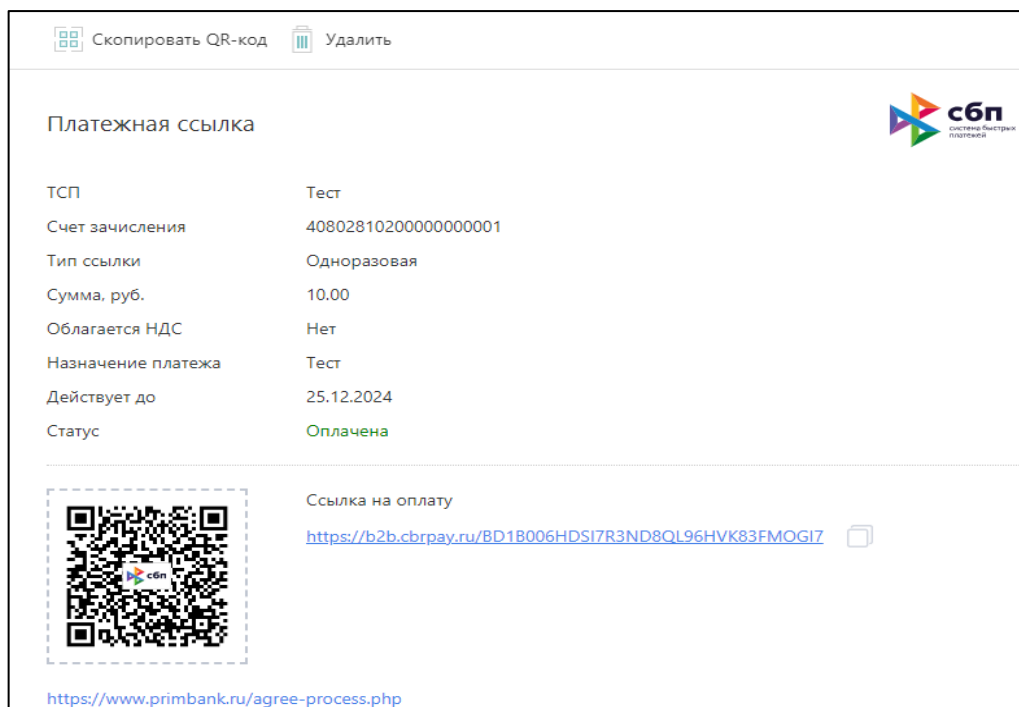 Скопировать QR-код Удалить
Платежная ссылка
сбп
система быстрых
платежей
ТСП Тест
Счет зачисления 40802810200000000001
Тип ссылки Одноразовая
Сумма, руб. 10.00
Облагается НДС Нет
Назначение платежа Тест
Действует до 25.12.2024
Статус Оплачена
Ссылка на оплату
https://b2b.cbrpay.ru/BD1B006HDSI7R3ND8QL96HVK83FMOGI7
сбп
https://www.primbank.ru/agree-process.php